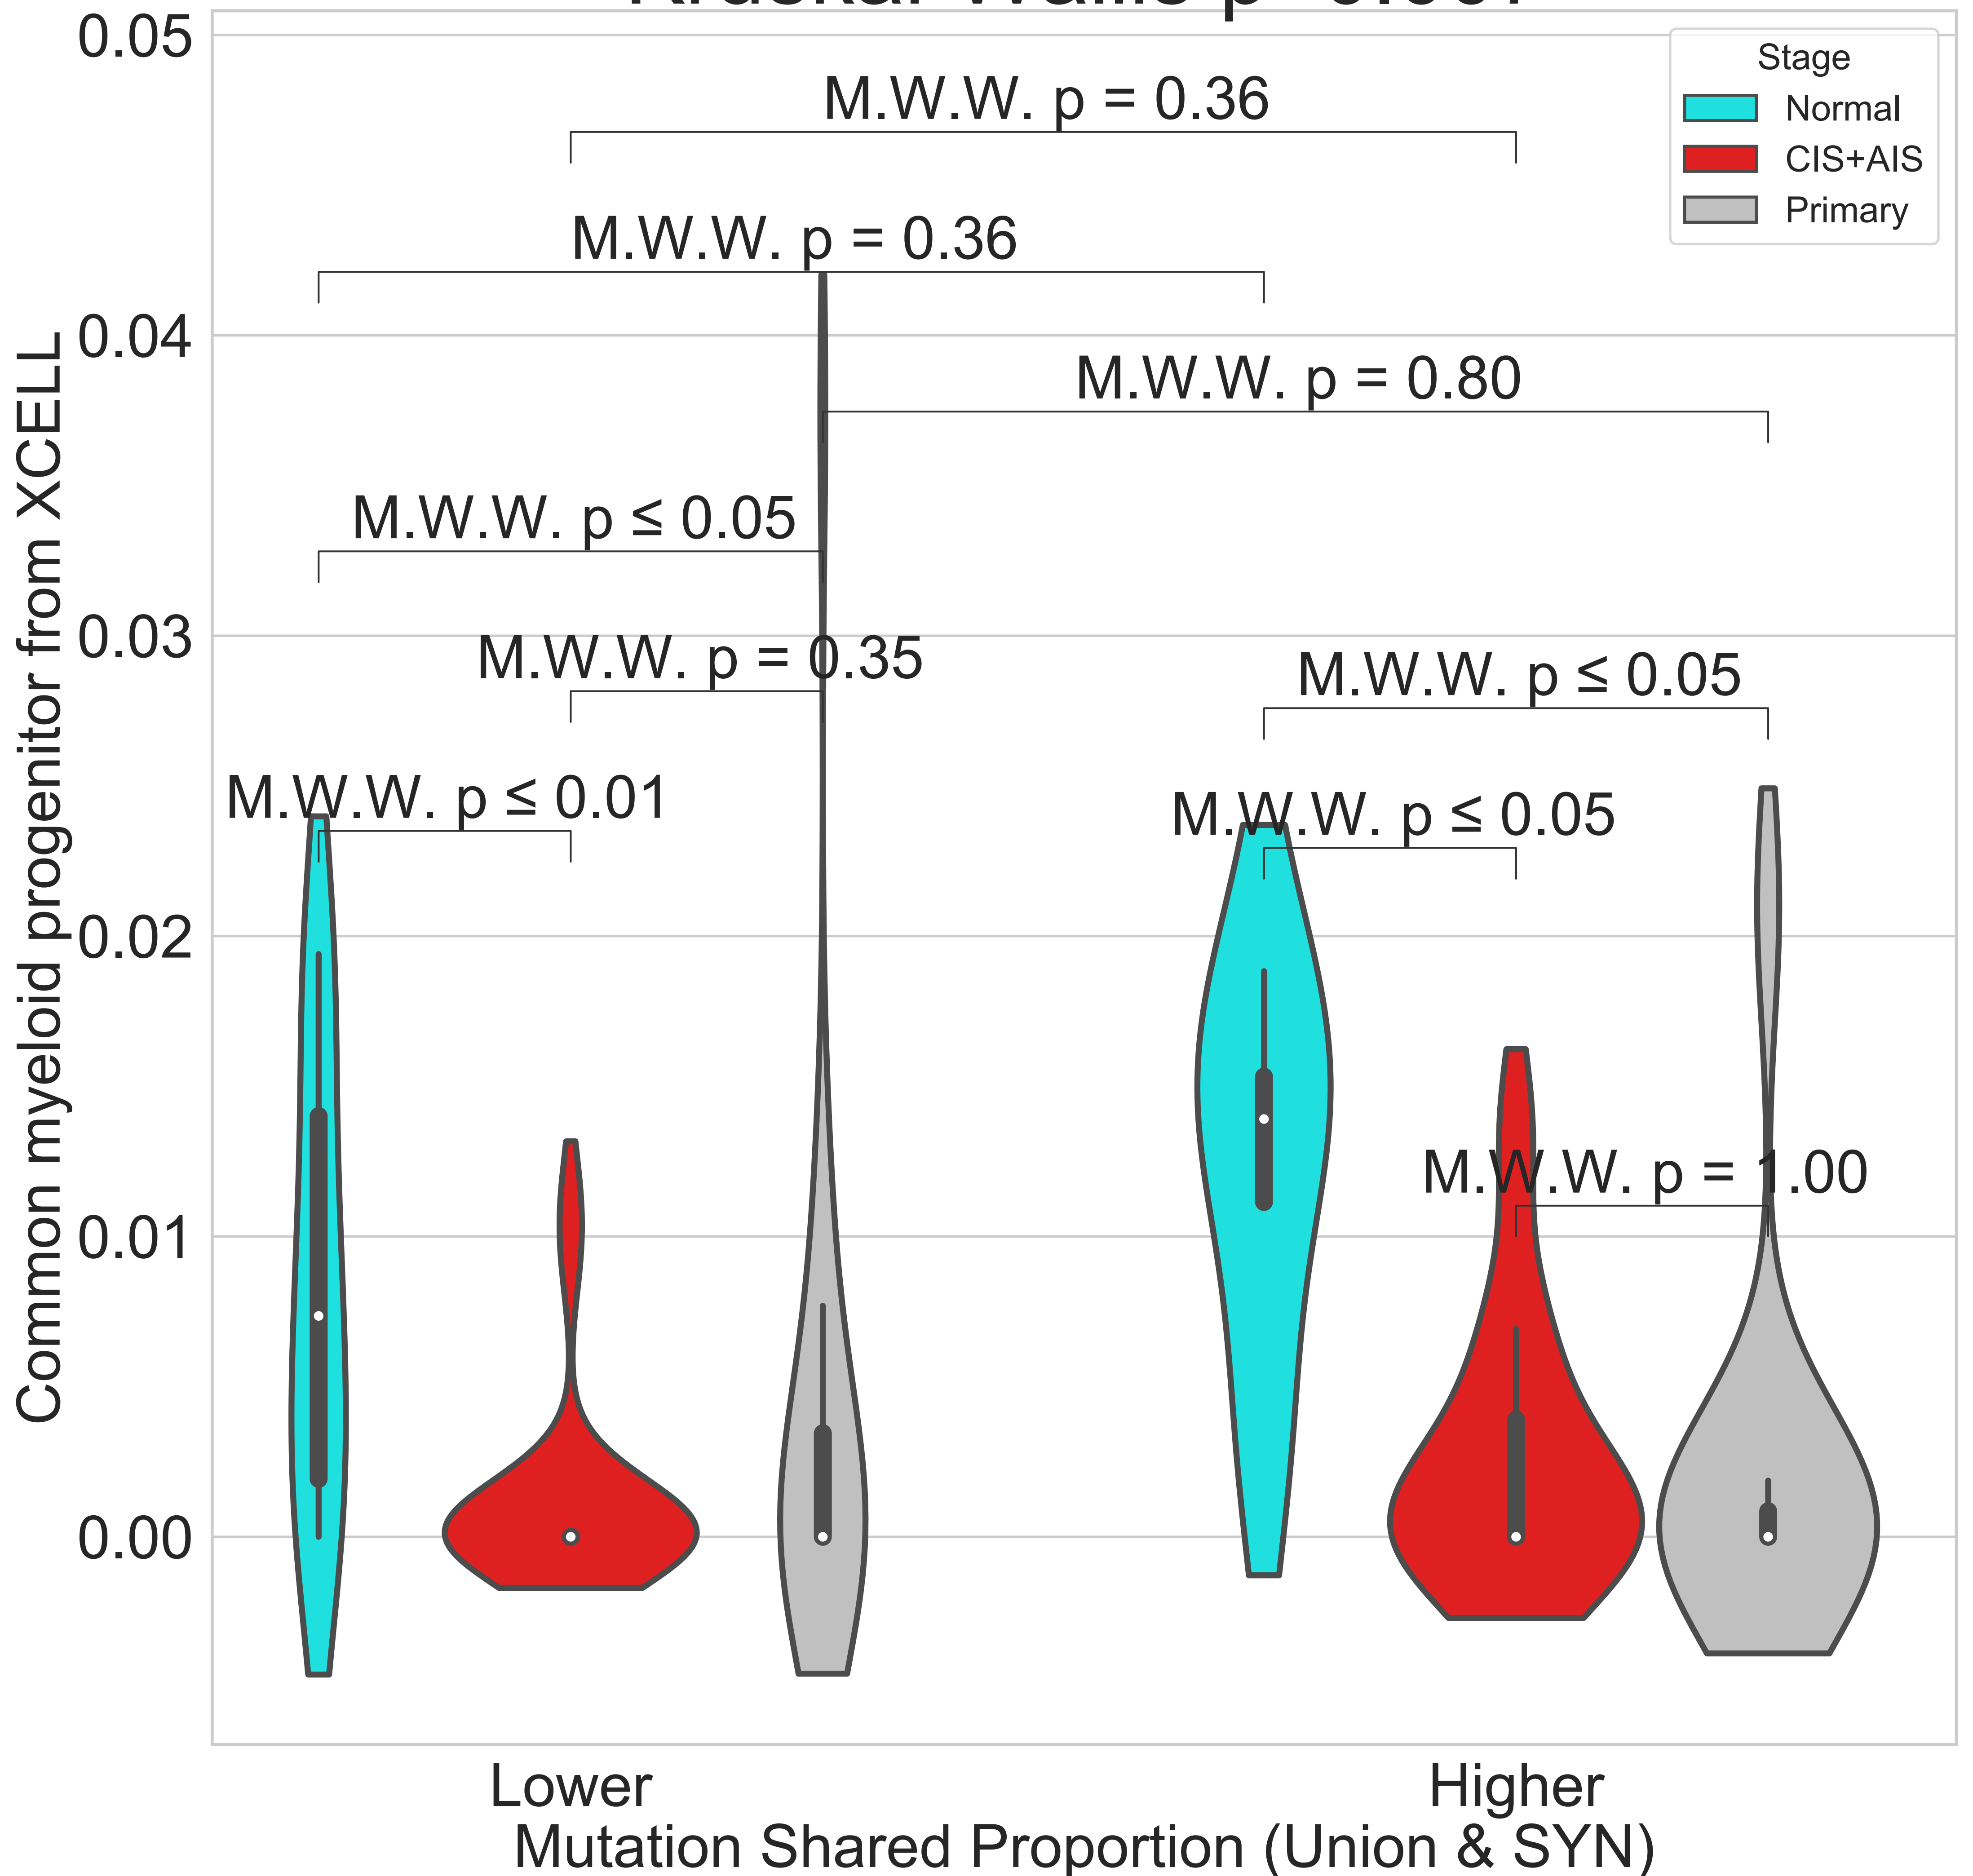 0.05
Stage
Normal
CIS+AIS
Primary
M.W.W. p = 0.36
M.W.W. p = 0.36
0.04
M.W.W. p = 0.80
M.W.W. p ≤ 0.05
0.03
M.W.W. p = 0.35
M.W.W. p ≤ 0.05
M.W.W. p ≤ 0.01
M.W.W. p ≤ 0.05
0.02
M.W.W. p = 1.00
0.01
0.00
Common myeloid progenitor from XCELL
Lower
Higher
Mutation Shared Proportion (Union & SYN)